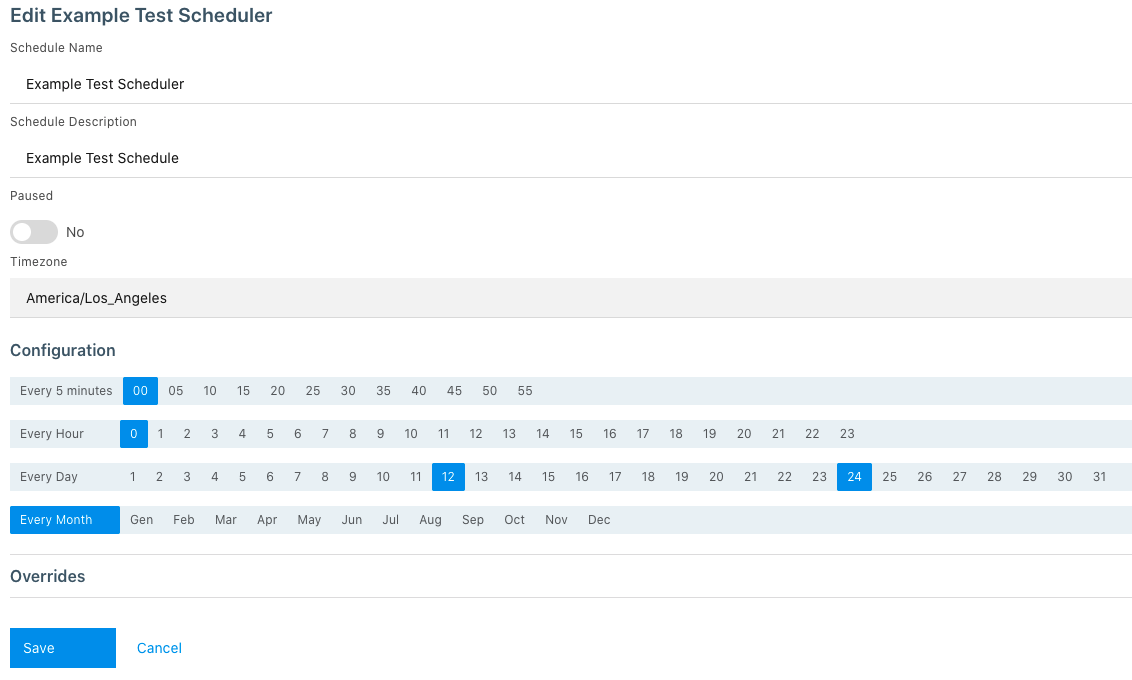 Edit Example Test Scheduler
Schedule Name
Example Test Scheduler
Schedule Description
Example Test Schedule
Paused
No
Timezone
America/Los_Angeles
Configuration
Every 5 minutes 00 05 10 15 20 25 30 35 40 45 50 55
Every Hour 0 1 2 3 4 5 6 7 8 9 10 11 12 13 14 15 16 17 18 19 20 21 22 23
Every Day 1 2 3 4 5 6 7 8 9 10 11 12 13 14 15 16 17 18 19 20 21 22 23 24 25 26 27 28 29 30 31
Every Month Gen Feb Mar Apr May Jun Jul Aug Sep Oct Nov Dec
Overrides
Save Cancel